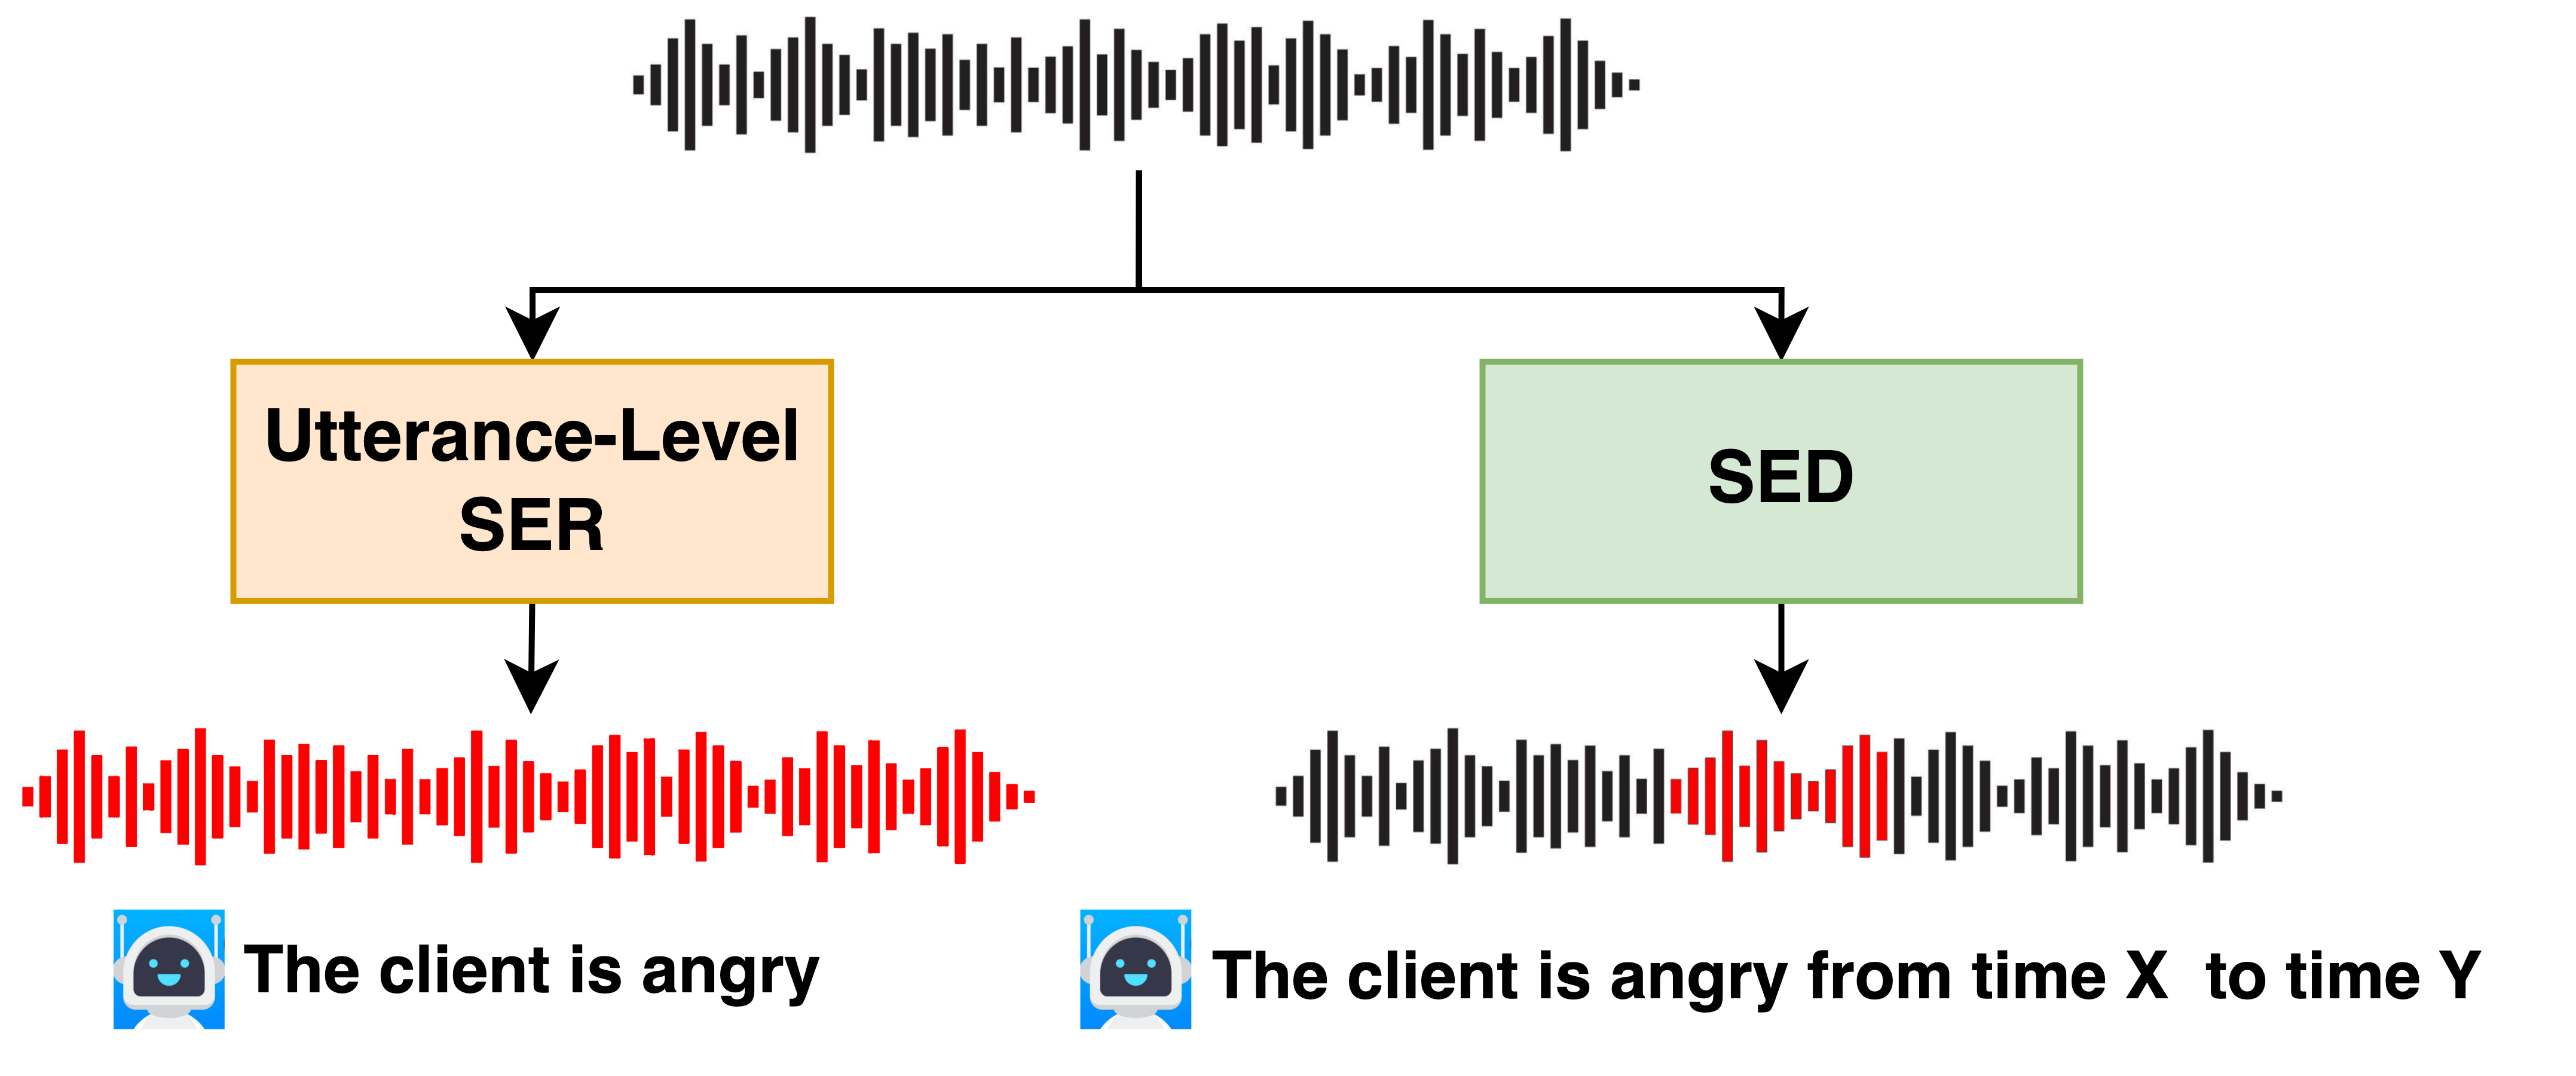 Utterance-Level
SER
SED
The client is angry
The client is angry from time X  to time Y